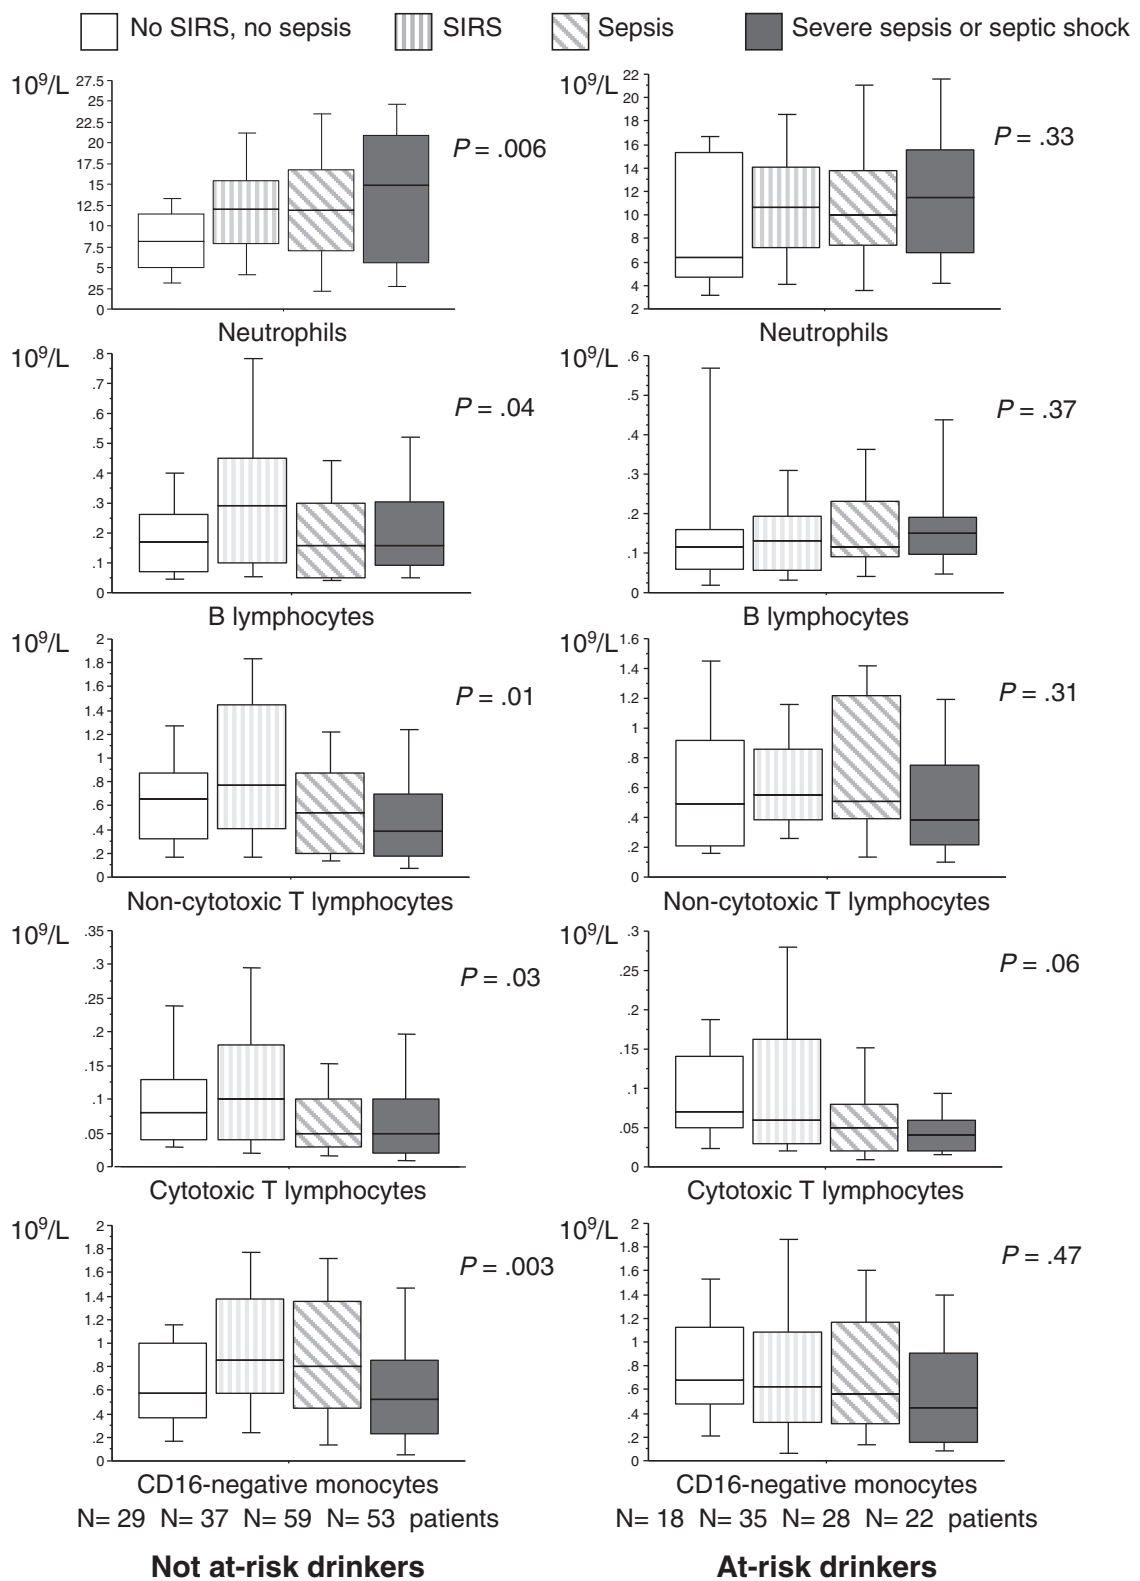 No SIRS, no sepsis SIRS Sepsis Severe sepsis or septic shock
10⁹/L
27.5
25
22.5
20
17.5
15
12.5
10
7.5
5
25
0
P = .006
Neutrophils
10⁹/L
22
20
18
16
14
12
10
8
6
4
2
P = .33
Neutrophils
10⁹/L
.8
.7
.6
.5
.4
.3
.2
.1
0
P = .04
B lymphocytes
10⁹/L
.6
.5
.4
.3
.2
.1
0
P = .37
B lymphocytes
10⁹/L
2
1.8
1.6
1.4
1.2
1
.8
.6
.4
.2
0
P = .01
Non-cytotoxic T lymphocytes
10⁹/L
1.6
1.4
1.2
1
.8
.6
.4
.2
0
P = .31
Non-cytotoxic T lymphocytes
10⁹/L
.35
.3
.25
.2
.15
.1
.05
0
P = .03
Cytotoxic T lymphocytes
10⁹/L
.3
.25
.2
.15
.1
.05
0
P = .06
Cytotoxic T lymphocytes
10⁹/L
2
1.8
1.6
1.4
1.2
1
.8
.6
.4
.2
0
P = .003
CD16-negative monocytes
N= 29 N= 37 N= 59 N= 53 patients
Not at-risk drinkers
10⁹/L
2
1.8
1.6
1.4
1.2
1
.8
.6
.4
.2
0
P = .47
CD16-negative monocytes
N= 18 N= 35 N= 28 N= 22 patients
At-risk drinkers